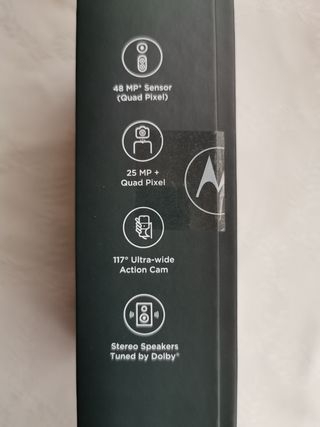 48 MP* Sensor
(Quad Pixel)
25 MP +
Quad Pixel
117° Ultra-wide
Action Cam
Stereo Speakers
Tuned by Dolby®